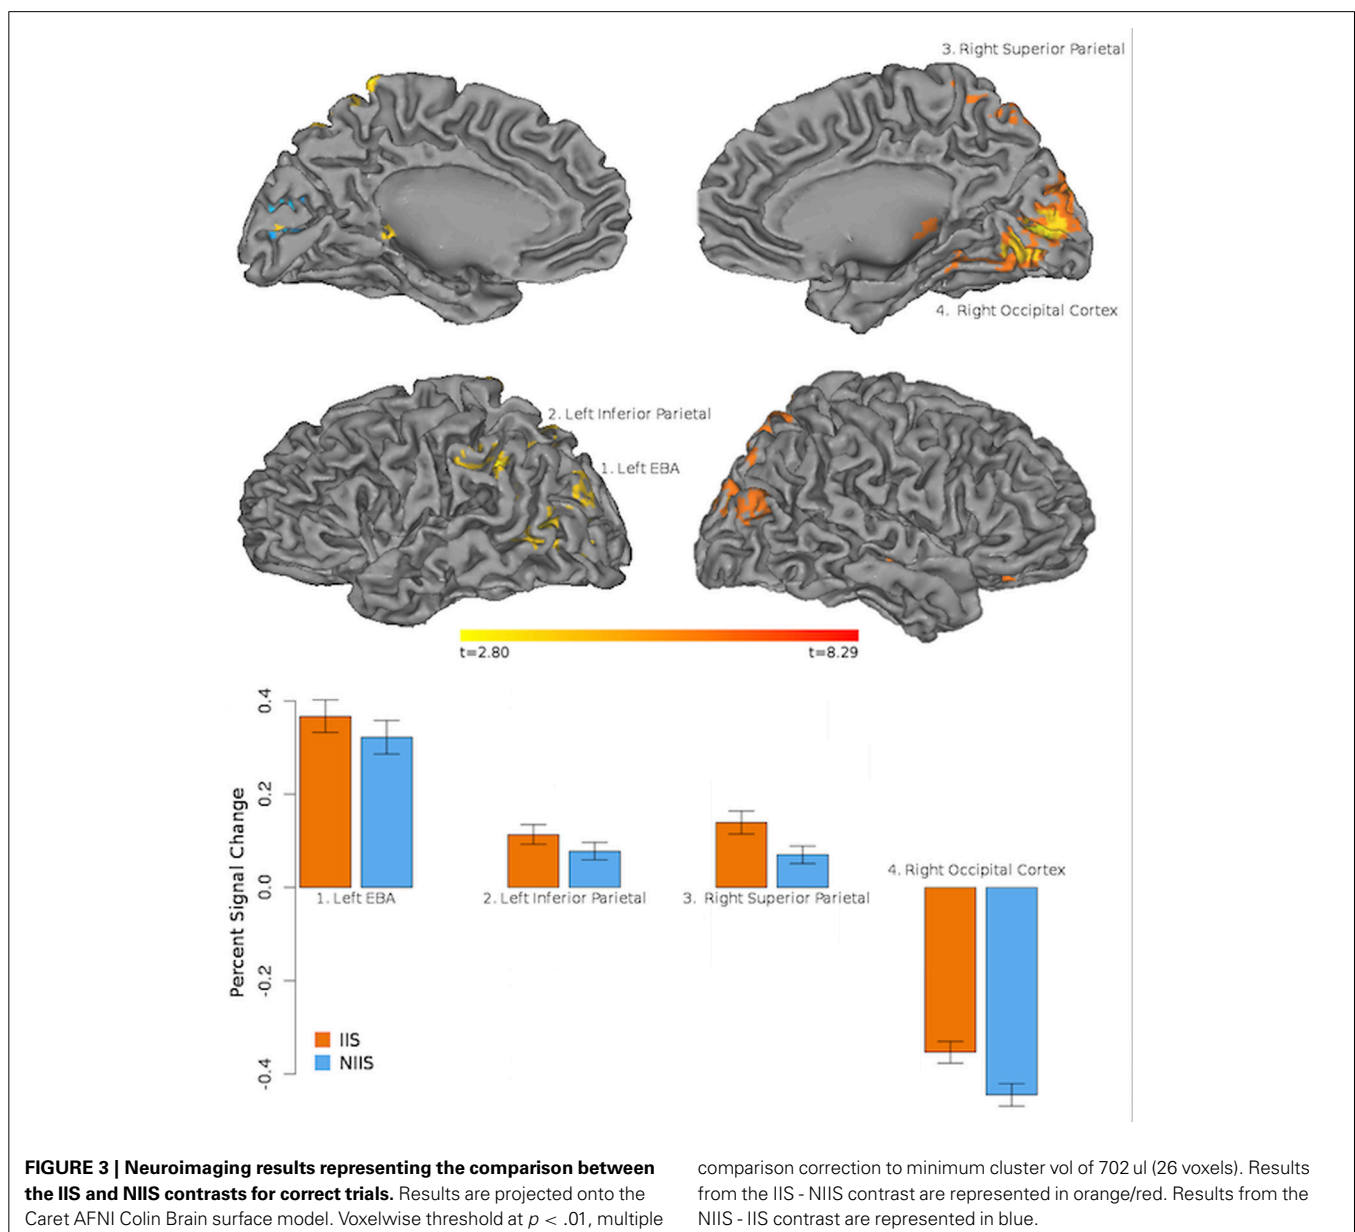 3. Right Superior Parietal
4. Right Occipital Cortex
2. Left Inferior Parietal
1. Left EBA
t=2.80
t=8.29
Percent Signal Change
0.4
0.2
0.0
-0.2
-0.4
1. Left EBA
2. Left Inferior Parietal
3. Right Superior Parietal
4. Right Occipital Cortex
IIS
NIIS
FIGURE 3 | Neuroimaging results representing the comparison between
the IIS and NIIS contrasts for correct trials. Results are projected onto the
Caret AFNI Colin Brain surface model. Voxelwise threshold at p < .01, multiple
comparison correction to minimum cluster vol of 702 ul (26 voxels). Results
from the IIS - NIIS contrast are represented in orange/red. Results from the
NIIS - IIS contrast are represented in blue.